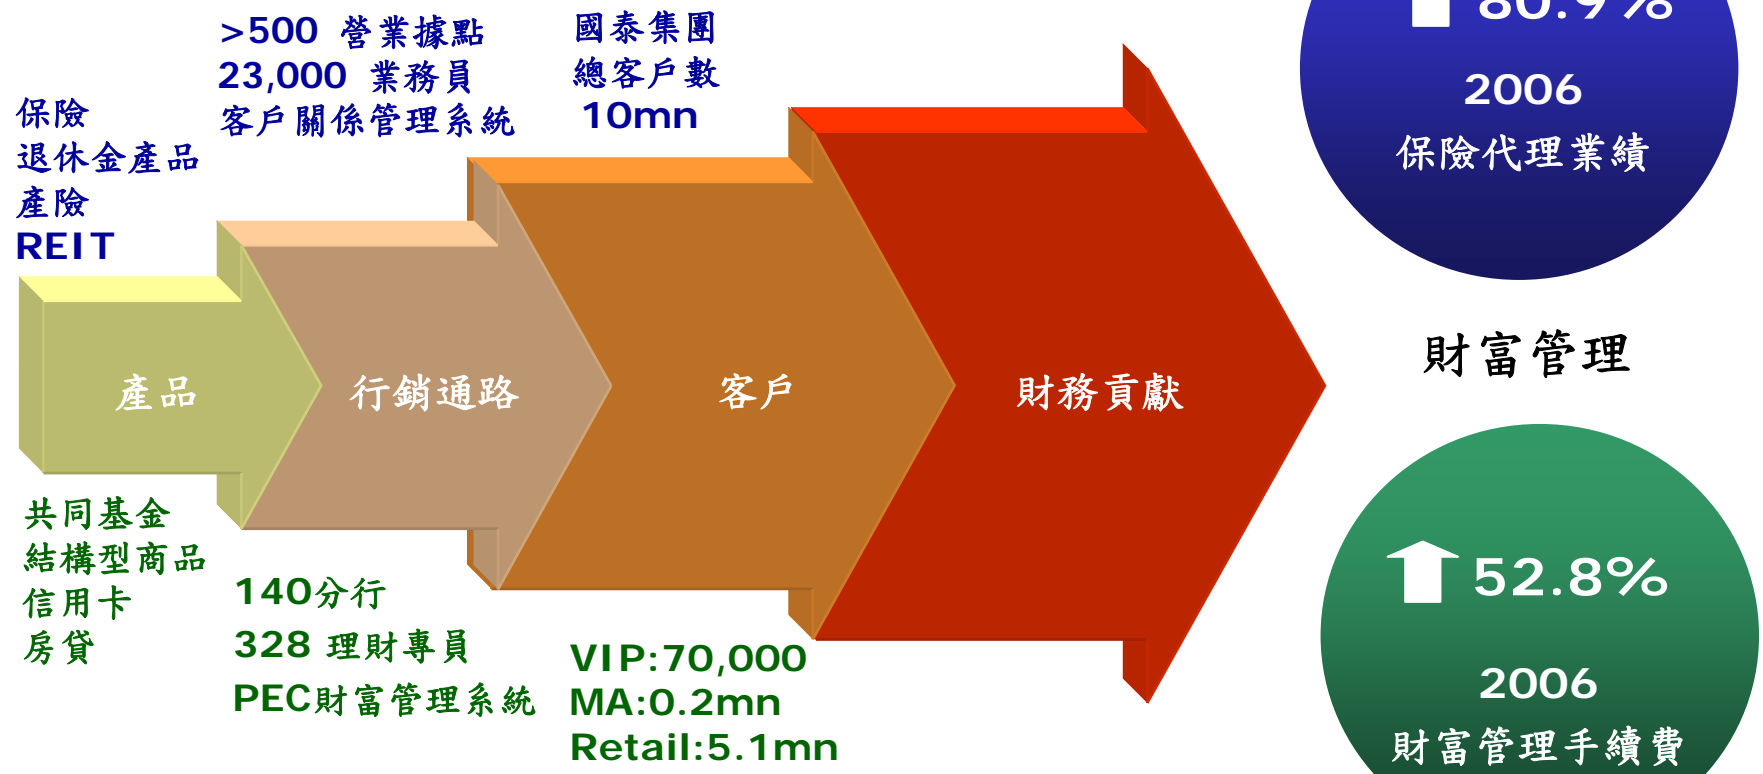 保險
退休金產品
產險
REIT
>500 營業據點
23,000 業務員
客戶關係管理系統
國泰集團
總客戶數
10mn
80.9%
2006
保險代理業績
產品
行銷通路
客戶
財務貢獻
財富管理
共同基金
結構型商品
信用卡
房貸
140分行
328 理財專員
PEC財富管理系統
VIP:70,000
MA:0.2mn
Retail:5.1mn
52.8%
2006
財富管理手續費